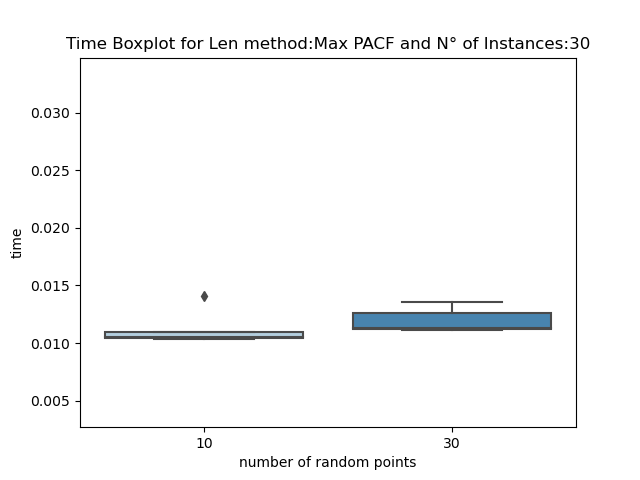 Time Boxplot for Len method:Max PACF and N° of Instances:30
0.030
0.025
0.020
0.015
0.010
0.005
time
10
30
number of random points